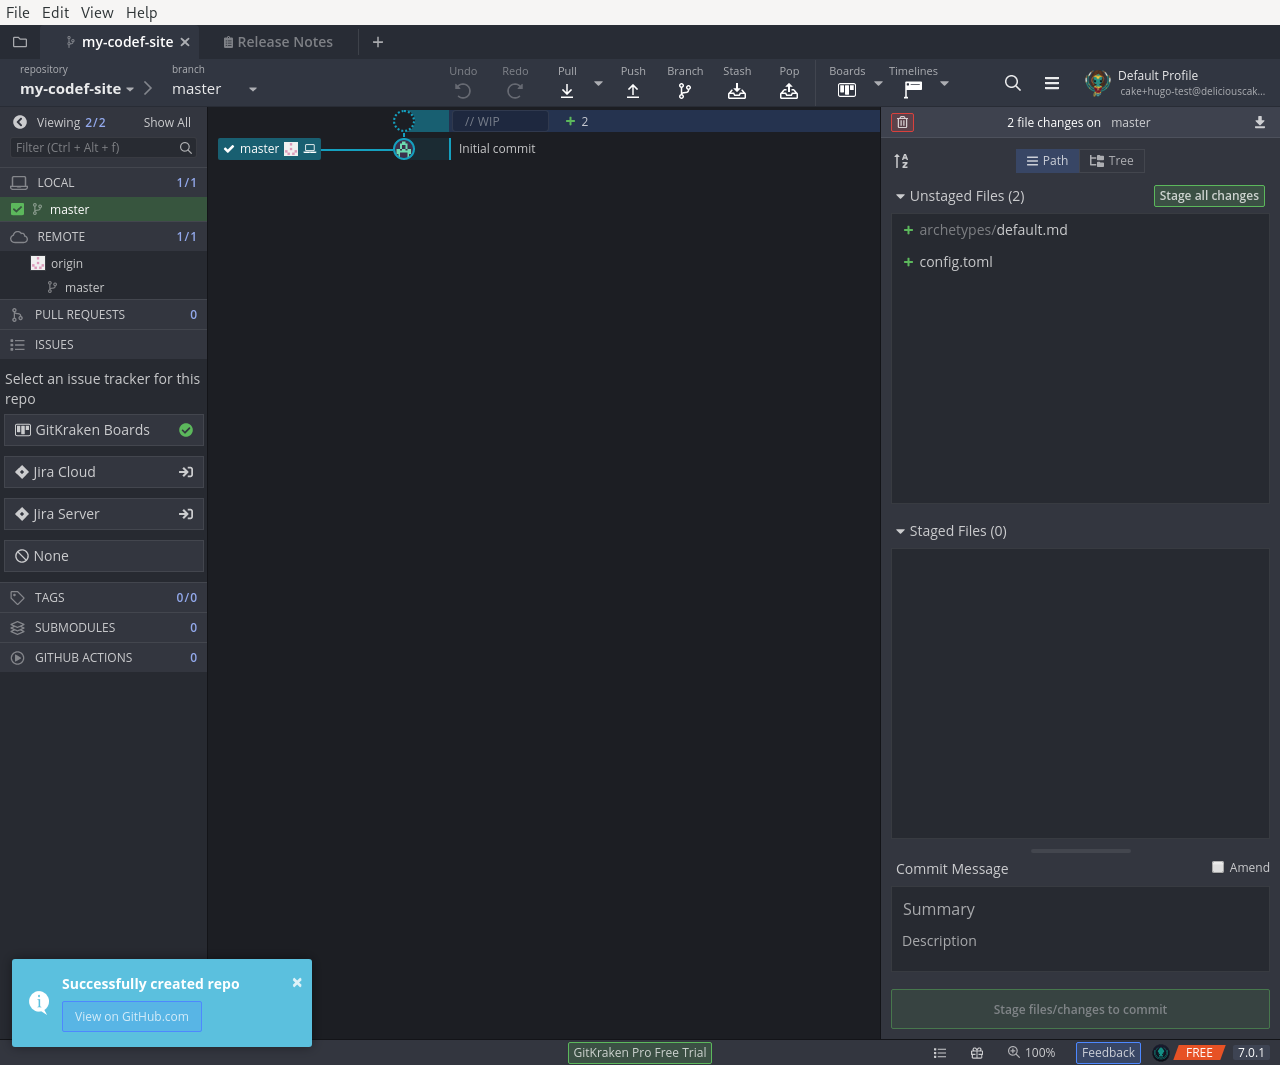 File Edit View Help
my-codef-site
Release Notes
repository
my-codef-site
branch
master
Undo
Redo
Pull
Push
Branch
Stash
Pop
Boards
Timelines
Default Profile
cake+hugo-test@deliciouscak...
Viewing 2/2 Show All
Filter (Ctrl + Alt + f)
LOCAL 1/1
master
REMOTE 1/1
origin
master
PULL REQUESTS 0
ISSUES
Select an issue tracker for this
repo
GitKraken Boards
Jira Cloud
Jira Server
None
TAGS 0/0
SUBMODULES 0
GITHUB ACTIONS 0
// WIP + 2
master Initial commit
2 file changes on master
Path Tree
Unstaged Files (2) Stage all changes
+ archetypes/default.md
+ config.toml
Staged Files (0)
Commit Message Amend
Summary
Description
Stage files/changes to commit
Successfully created repo
View on GitHub.com
GitKraken Pro Free Trial
100%
Feedback
FREE
7.0.1